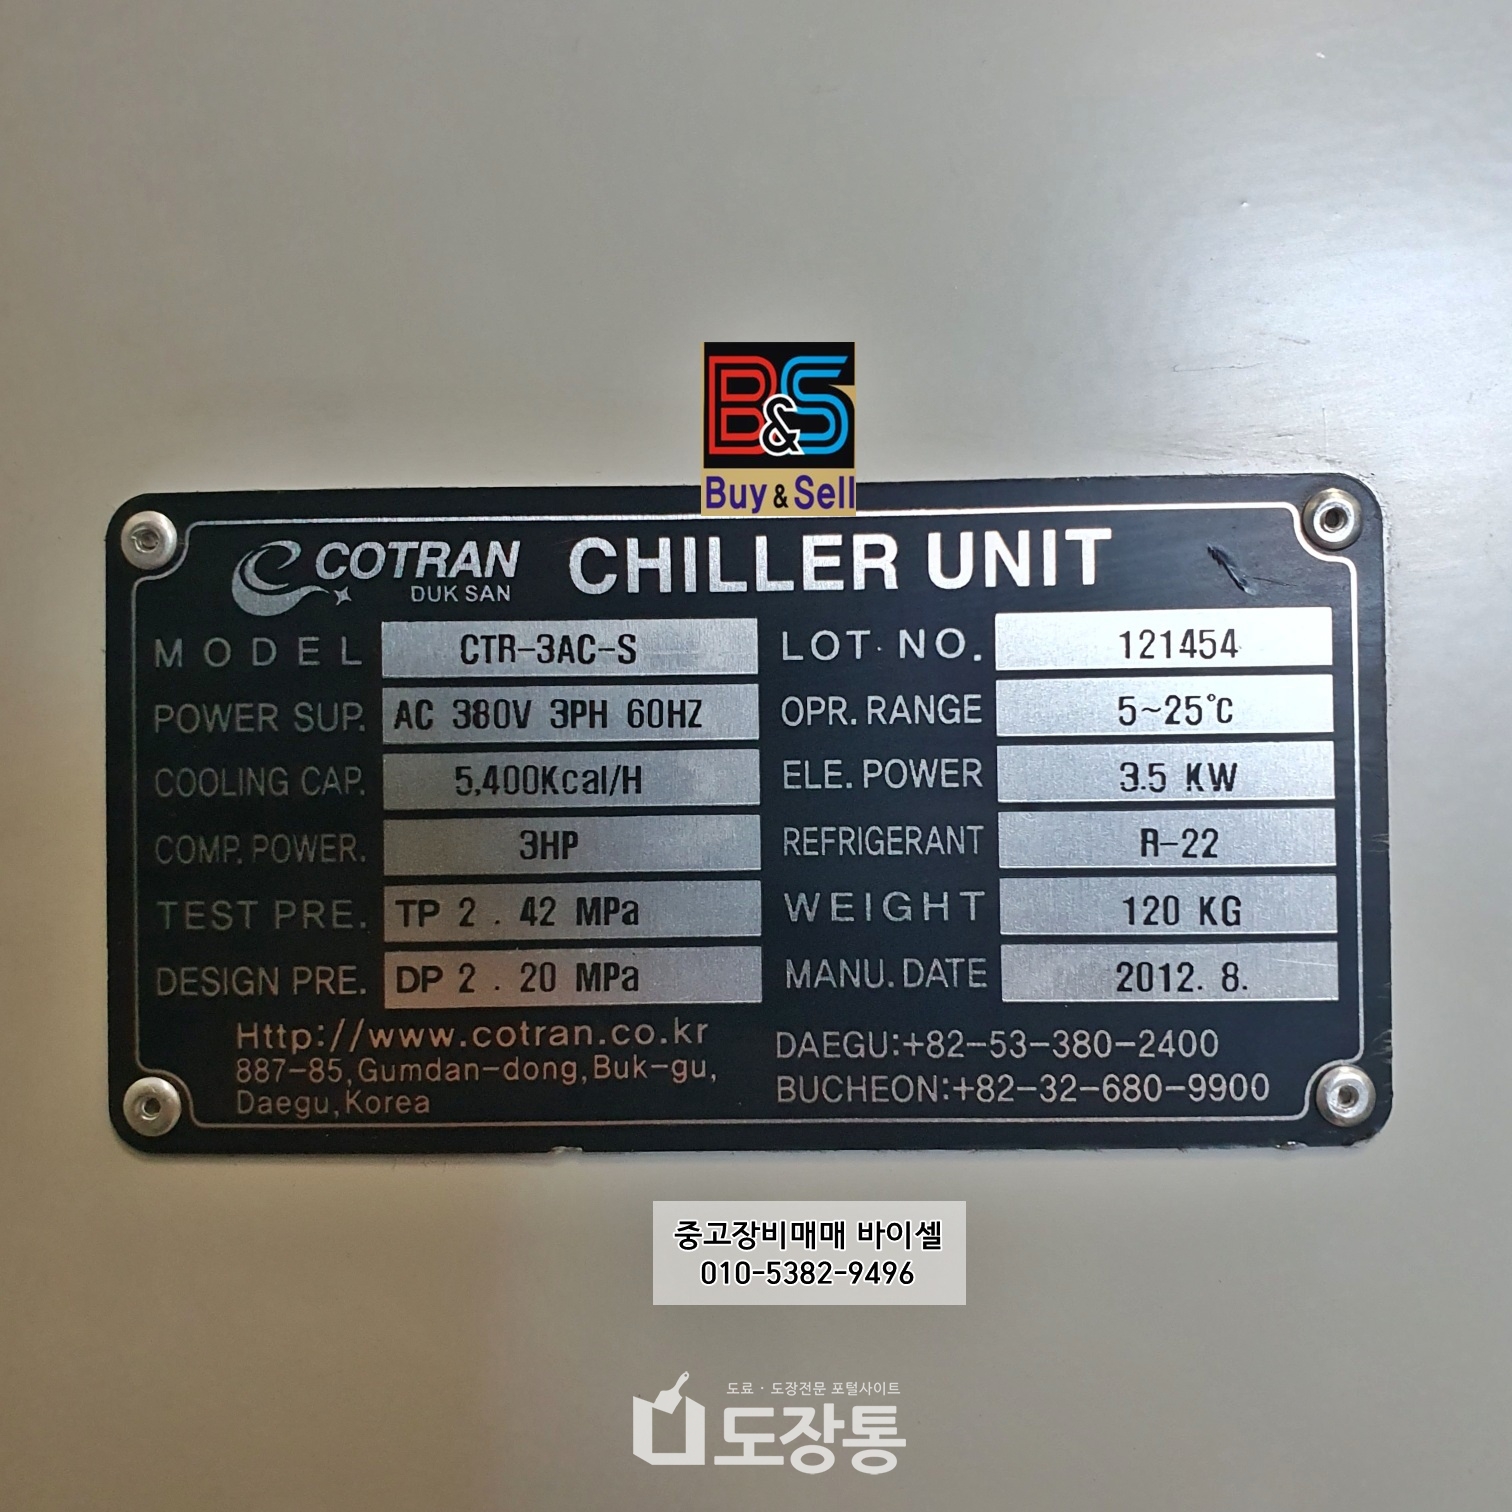 B&S
Buy & Sell
COTRAN
DUK SAN
CHILLER UNIT
MODEL CTR-3AC-S LOT. NO. 121454
POWER SUP. AC 380V 3PH 60HZ OPR. RANGE 5~25℃
COOLING CAP. 5,400Kcal/H ELE. POWER 3.5 KW
COMP. POWER. 3HP REFRIGERANT R-22
TEST PRE. TP 2 . 42 MPa WEIGHT 120 KG
DESIGN PRE. DP 2 . 20 MPa MANU. DATE 2012. 8.
Http://www.cotran.co.kr
887-85,Gumdan-dong,Buk-gu,
Daegu,Korea
DAEGU:+82-53-380-2400
BUCHEON:+82-32-680-9900
중고장비매매 바이셀
010-5382-9496
도료 · 도장전문 포털사이트
도장통